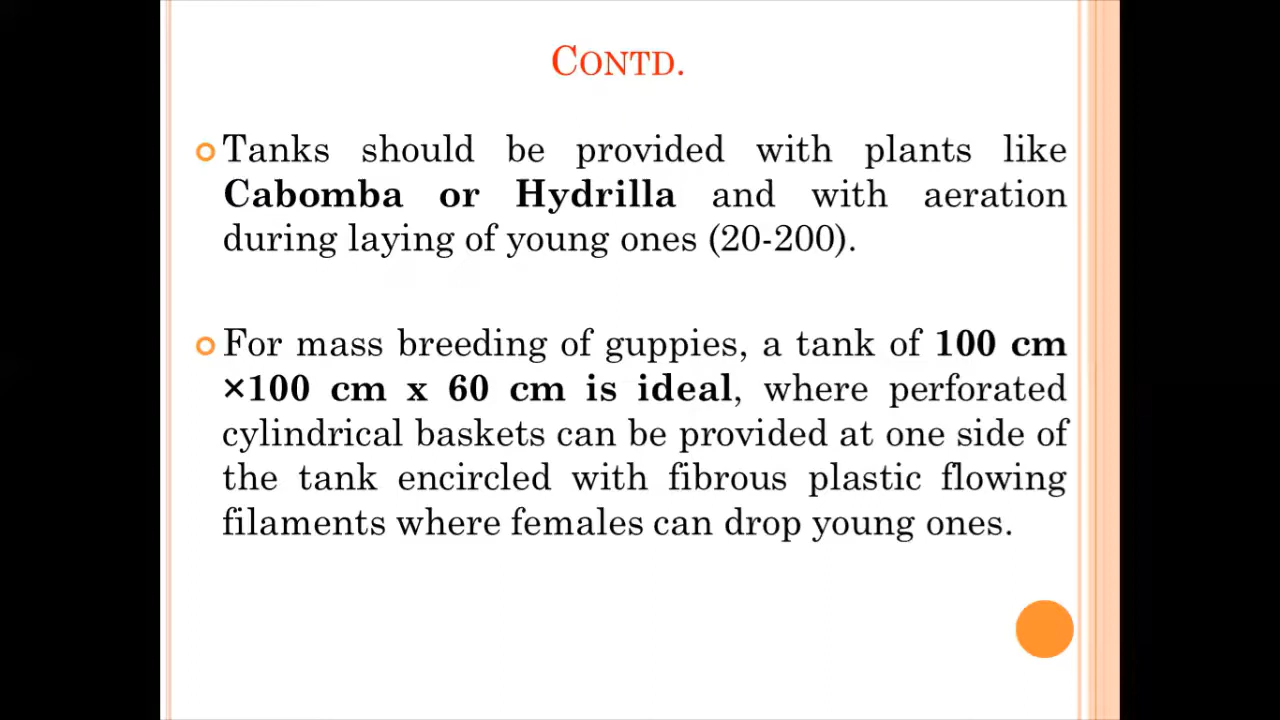 CONTD.
Tanks should be provided with plants like
Cabomba or Hydrilla and with aeration
during laying of young ones (20-200).
For mass breeding of guppies, a tank of 100 cm
×100 cm x 60 cm is ideal, where perforated
cylindrical baskets can be provided at one side of
the tank encircled with fibrous plastic flowing
filaments where females can drop young ones.